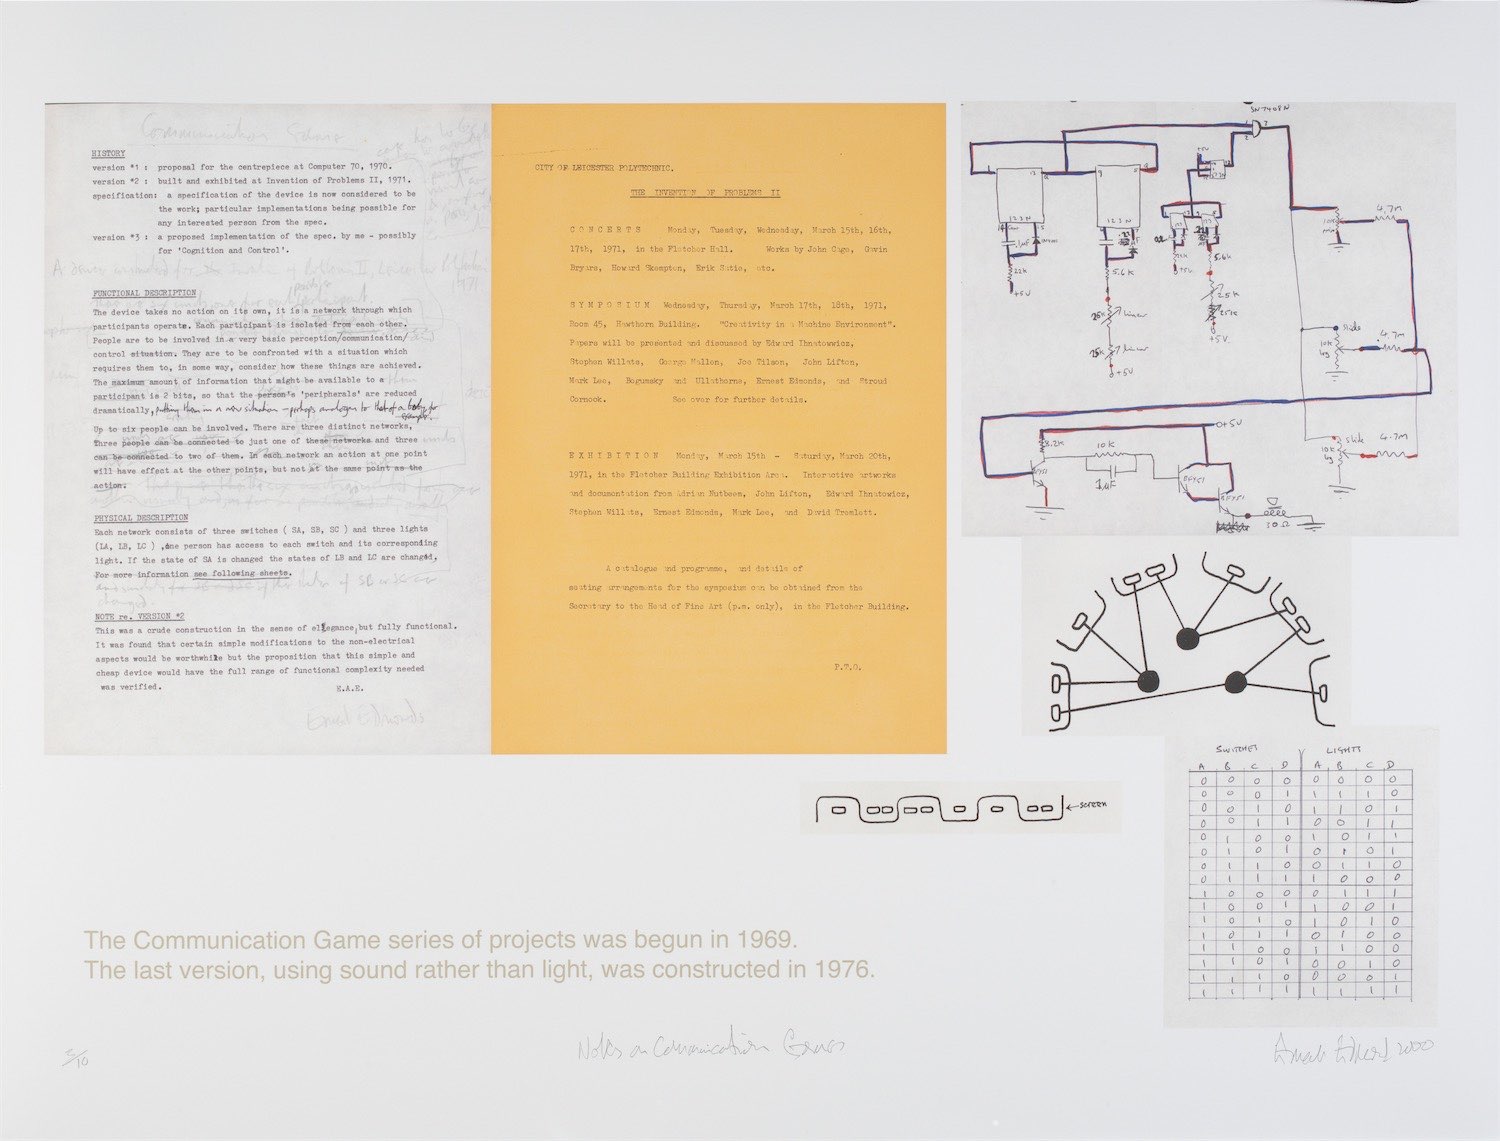 Communication Game
HISTORY
version *1 : proposal for the centrepiece at Computer 70, 1970.
version *2 : built and exhibited at Invention of Problems II, 1971.
specification: a specification of the device is now considered to be
the work; particular implementations being possible for
any interested person from the spec.
version *3 : a proposed implementation of the spec. by me - possibly
for 'Cognition and Control'.
FUNCTIONAL DESCRIPTION
The device takes no action on its own, it is a network through which
participants operate. Each participant is isolated from each other.
People are to be involved in a very basic perception/communication/
control situation. They are to be confronted with a situation which
requires them to, in some way, consider how these things are achieved.
The maximum amount of information that might be available to a
participant is 2 bits, so that the person's 'peripherals' are reduced
dramatically, putting them in a new situation - perhaps analogous to that of a baby, for
example.
Up to six people can be involved. There are three distinct networks,
three people can be connected to just one of these networks and three
can be connected to two of them. In each network an action at one point
will have effect at the other points, but not at the same point as the
action.
PHYSICAL DESCRIPTION
Each network consists of three switches ( SA, SB, SC ) and three lights
(LA, LB, LC ) ,one person has access to each switch and its corresponding
light. If the state of SA is changed the states of LB and LC are changed,
For more information see following sheets.
NOTE re. VERSION *2
This was a crude construction in the sense of ellegance,but fully functional.
It was found that certain simple modifications to the non-electrical
aspects would be worthwhile but the proposition that this simple and
cheap device would have the full range of functional complexity needed
was verified.
E.A.E.
Ernest Edmonds
CITY OF LEICESTER POLYTECHNIC.
THE INVENTION OF PROBLEMS II
CONCERTS Monday, Tuesday, Wednesday, March 15th, 16th,
17th, 1971, in the Fletcher Hall. Works by John Cage, Gavin
Bryars, Howard Skempton, Erik Satie, etc.
SYMPOSIUM Wednesday, Thursday, March 17th, 18th, 1971,
Room 45, Hawthorn Building. "Creativity in a Machine Environment".
Papers will be presented and discussed by Edward Ihnatowicz,
Stephen Willats, George Mallen, Joe Tilson, John Lifton,
Mark Lee, Bogumsky and Ullathorne, Ernest Edmonds, and Stroud
Cornock. See over for further details.
EXHIBITION Monday, March 15th - Saturday, March 20th,
1971, in the Fletcher Building Exhibition Area. Interactive artworks
and documentation from Adrian Nutbeem, John Lifton, Edward Ihnatowicz,
Stephen Willats, Ernest Edmonds, Mark Lee, and David Tremlett.
A catalogue and programme, and details of
seating arrangements for the symposium can be obtained from the
Secretary to the Head of Fine Art (p.m. only), in the Fletcher Building.
P.T.O.
SN7408N
+5V
4.7M
22K
+5V
5.6K
5.6K
25K linear
25K
25K linear
+5V
+5V
slide
4.7M
10K
slide
4.7M
10K
0+5V
8.2K
10K
BFY51
10Ω
←screen
SWITCHES LIGHTS
A B C D A B C D
0 0 0 0 0 0 0 0
0 0 0 1 1 1 1 0
0 0 1 0 1 1 0 1
0 0 1 1 0 0 1 1
0 1 0 0 1 0 1 1
0 1 0 1 0 1 0 1
0 1 1 0 0 1 1 0
0 1 1 1 1 0 0 0
1 0 0 0 0 1 1 1
1 0 0 1 1 0 0 1
1 0 1 0 1 0 1 0
1 0 1 1 0 1 0 0
1 1 0 0 1 1 0 0
1 1 0 1 0 0 1 0
1 1 1 0 0 0 0 1
1 1 1 1 1 1 1 1
The Communication Game series of projects was begun in 1969.
The last version, using sound rather than light, was constructed in 1976.
2/10
Notes on Communication Games
Ernest Edmonds 2000